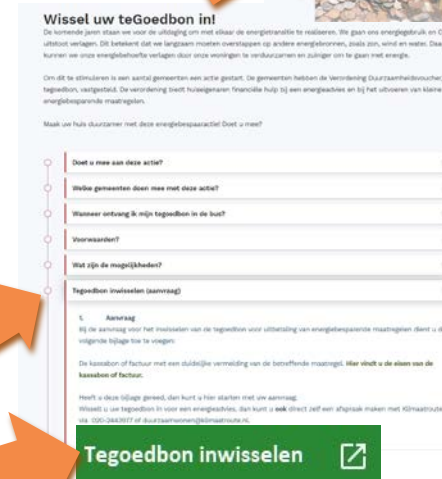 Wissel uw teGoedbon in!
De komende jaren staan we voor de uitdaging om met elkaar de energietransitie te realiseren. We gaan ons energiegebruik en C
uitstoot verlagen. Dit betekent dat we langzaam moeten overstappen op andere energiebronnen, zoals zon, wind en water. Daa
kunnen we onze energiebehoefte verlagen door onze woningen te verduurzamen en zuiniger om te gaan met energie.
Om dit te stimuleren is een aantal gemeenten een actie gestart. De gemeenten hebben de Verordening Duurzaamheidsvoucher,
tegoedbon, vastgesteld. De verordening biedt huiseigenaren financiële hulp bij een energieadvies en bij het uitvoeren van kleine
energiebesparende maatregelen.
Maak uw huis duurzamer met deze energiebespaaractie! Doet u mee?
Doet u mee aan deze actie?
Welke gemeenten doen mee met deze actie?
Wanneer ontvang ik mijn tegoedbon in de bus?
Voorwaarden?
Wat zijn de mogelijkheden?
Tegoedbon inwisselen (aanvraag)
1. Aanvraag
Bij de aanvraag voor het inwisselen van de tegoedbon voor uitbetaling van energiebesparende maatregelen dient u d
volgende bijlage toe te voegen:
De kassabon of factuur met een duidelijke vermelding van de betreffende maatregel. Hier vindt u de eisen van de
kassabon of factuur.
Heeft u deze bijlage gereed, dan kunt u hier starten met uw aanvraag.
Wisselt u uw tegoedbon in voor een energieadvies, dan kunt u ook direct zelf een afspraak maken met Klimaatroute
via 020-2443977 of duurzaamwonen@klimaatroute.nl.
Tegoedbon inwisselen